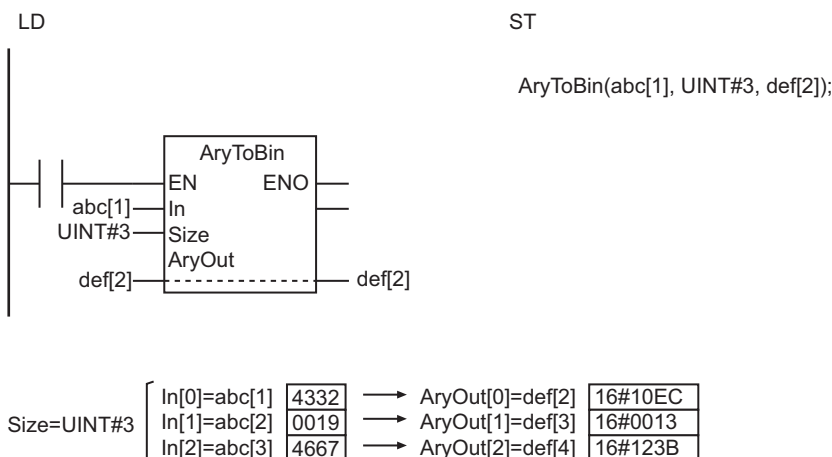 LD
ST
AryToBin(abc[1], UINT#3, def[2]);
AryToBin
EN ENO
abc[1] In
UINT#3 Size
AryOut
def[2] def[2]
In[0]=abc[1] 4332 → AryOut[0]=def[2] 16#10EC
Size=UINT#3 In[1]=abc[2] 0019 → AryOut[1]=def[3] 16#0013
In[2]=abc[3] 4667 → AryOut[2]=def[4] 16#123B